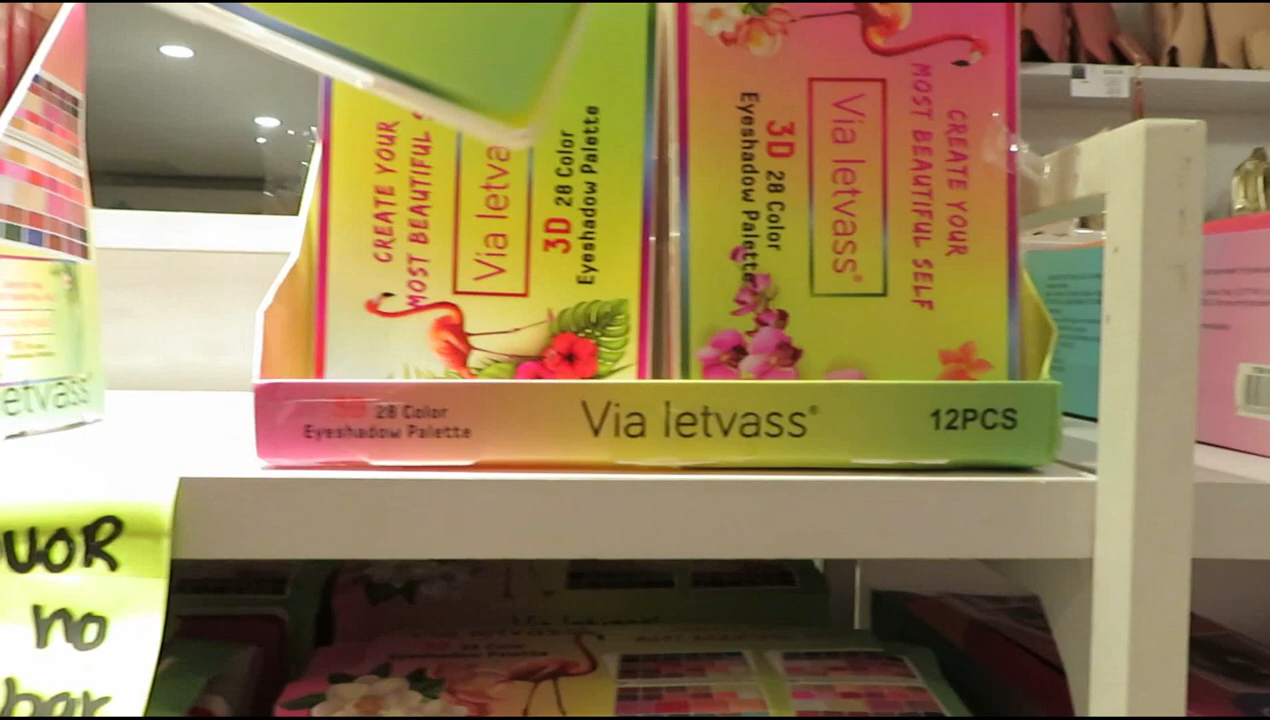 CREATE YOUR
MOST BEAUTIFUL
Via letva
3D 28 Color
Eyeshadow Palette
3D 28 Color
Eyeshadow Palette
Via letvass®
CREATE YOUR
MOST BEAUTIFUL SELF
etvass
3D 28 Color
Eyeshadow Palette
Via letvass®
12PCS
UOR
no